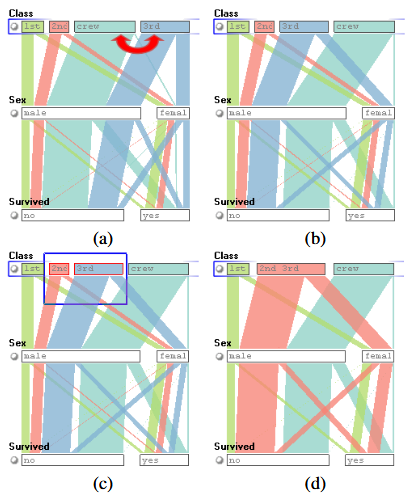 Class
1st 2nd crew 3rd
Sex
male femal
Survived
no yes
(a)
Class
1st 2nd 3rd crew
Sex
male femal
Survived
no yes
(b)
Class
1st 2nd 3rd crew
Sex
male femal
Survived
no yes
(c)
Class
1st 2nd 3rd crew
Sex
male femal
Survived
no yes
(d)